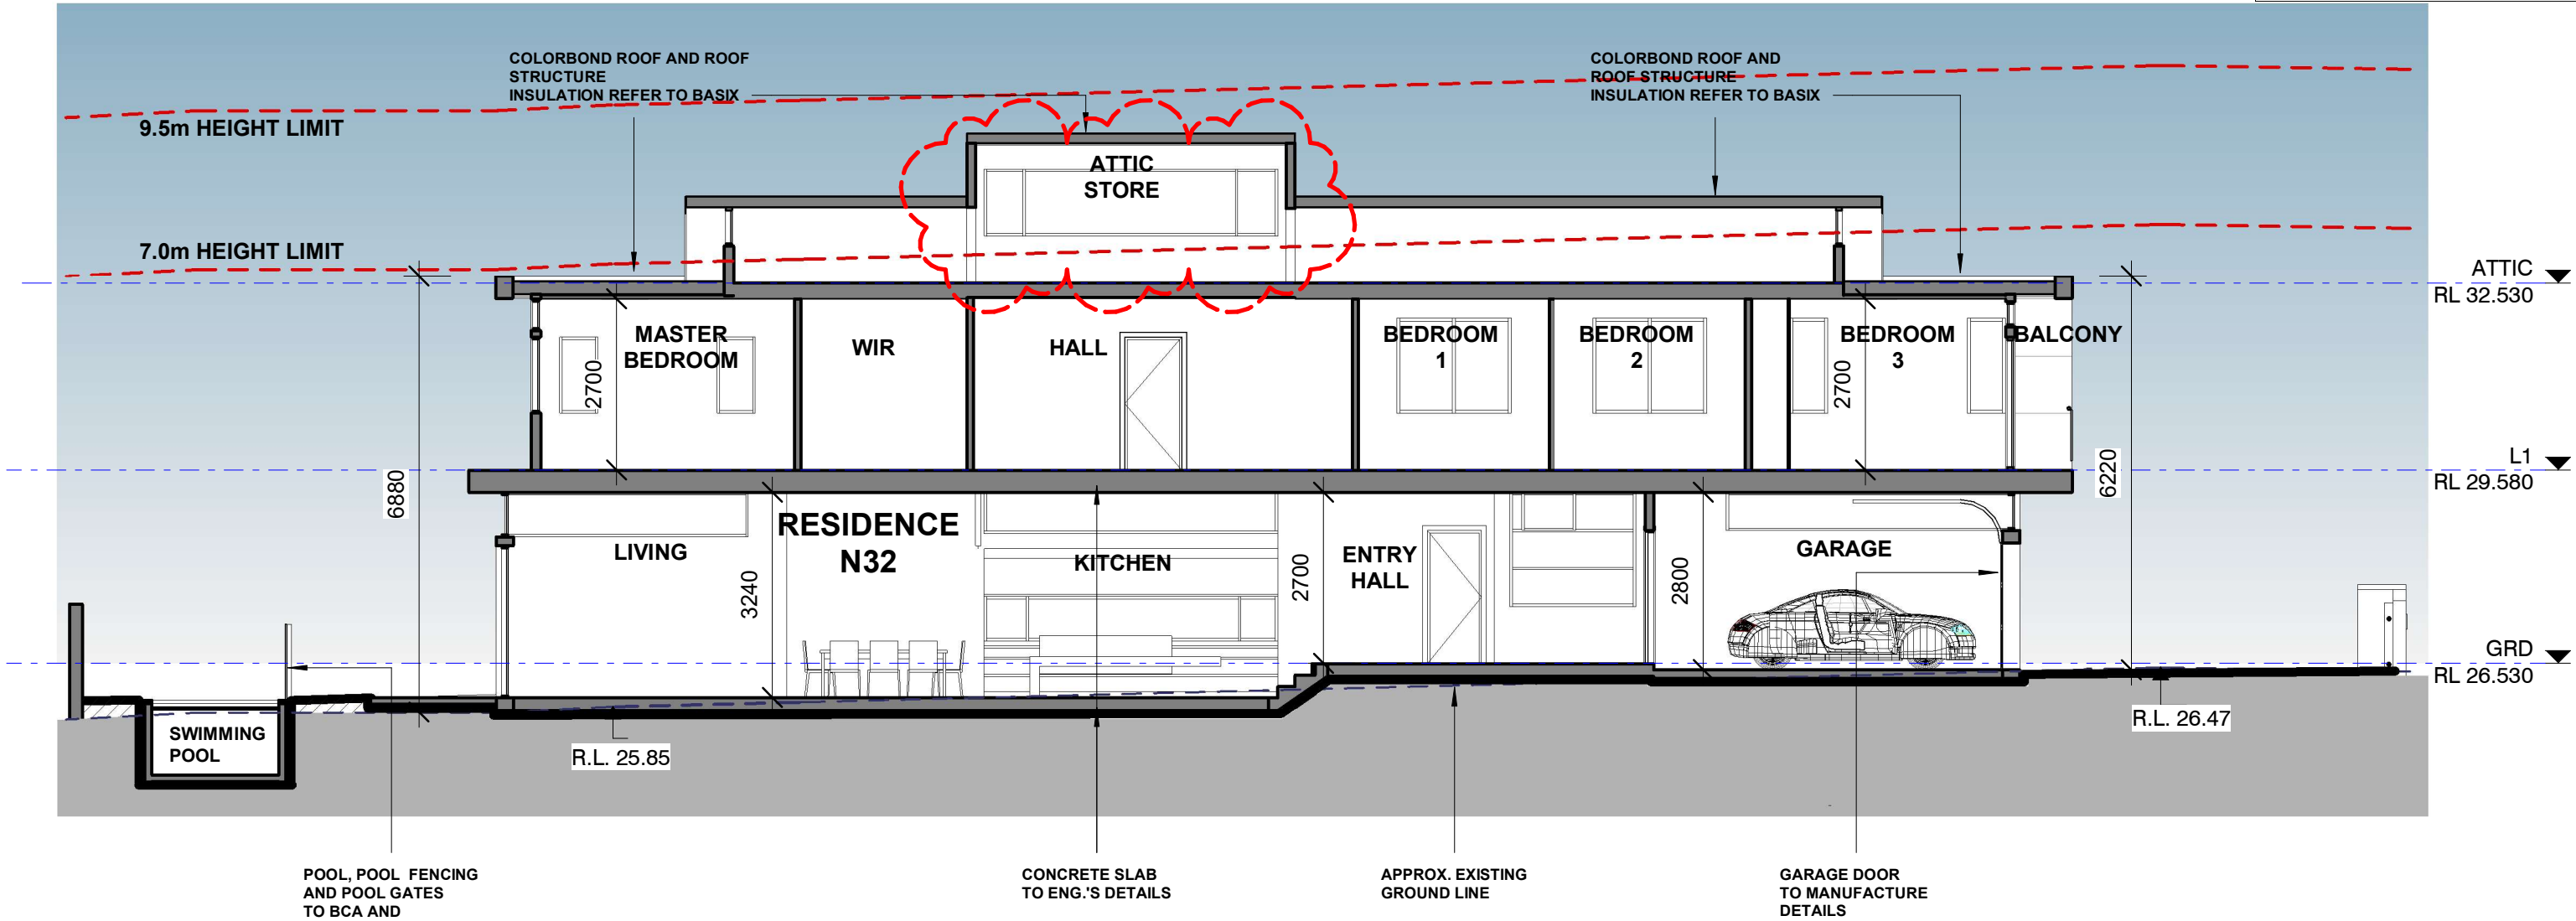 COLORBOND ROOF AND ROOF
STRUCTURE
INSULATION REFER TO BASIX
COLORBOND ROOF AND
ROOF STRUCTURE
INSULATION REFER TO BASIX
9.5m HEIGHT LIMIT
ATTIC
STORE
7.0m HEIGHT LIMIT
ATTIC
RL 32.530
MASTER
BEDROOM
WIR
HALL
BEDROOM
1
BEDROOM
2
BEDROOM
3
BALCONY
2700
2700
L1
RL 29.580
6880
6220
RESIDENCE
N32
LIVING
KITCHEN
ENTRY
HALL
GARAGE
3240
2700
2800
GRD
RL 26.530
SWIMMING
POOL
R.L. 25.85
R.L. 26.47
POOL, POOL FENCING
AND POOL GATES
TO BCA AND
CONCRETE SLAB
TO ENG.'S DETAILS
APPROX. EXISTING
GROUND LINE
GARAGE DOOR
TO MANUFACTURE
DETAILS